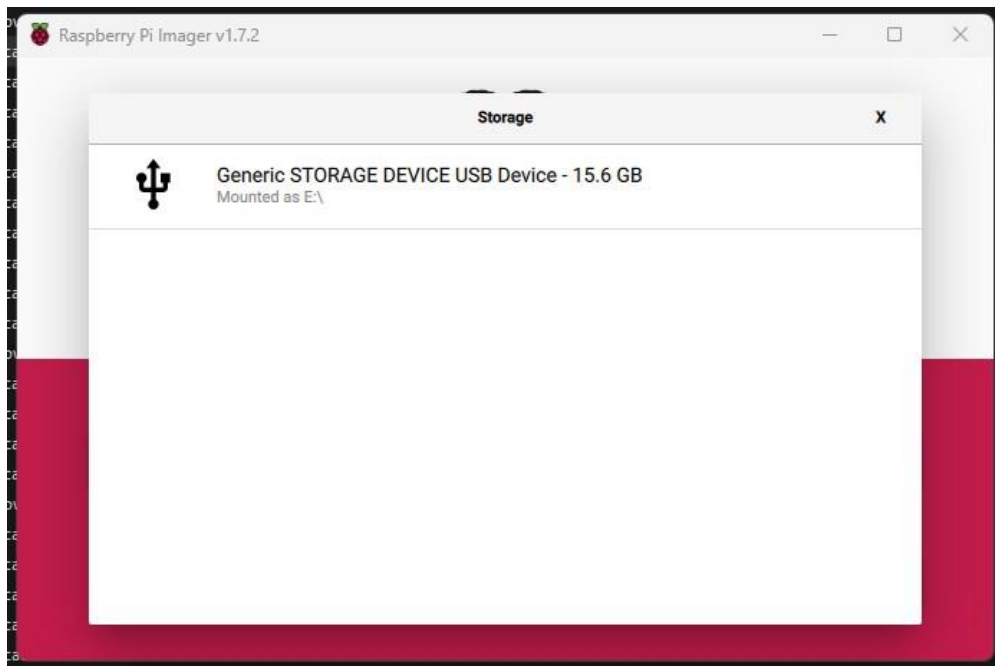 Raspberry Pi Imager v1.7.2
Storage X
Generic STORAGE DEVICE USB Device - 15.6 GB
Mounted as E:\